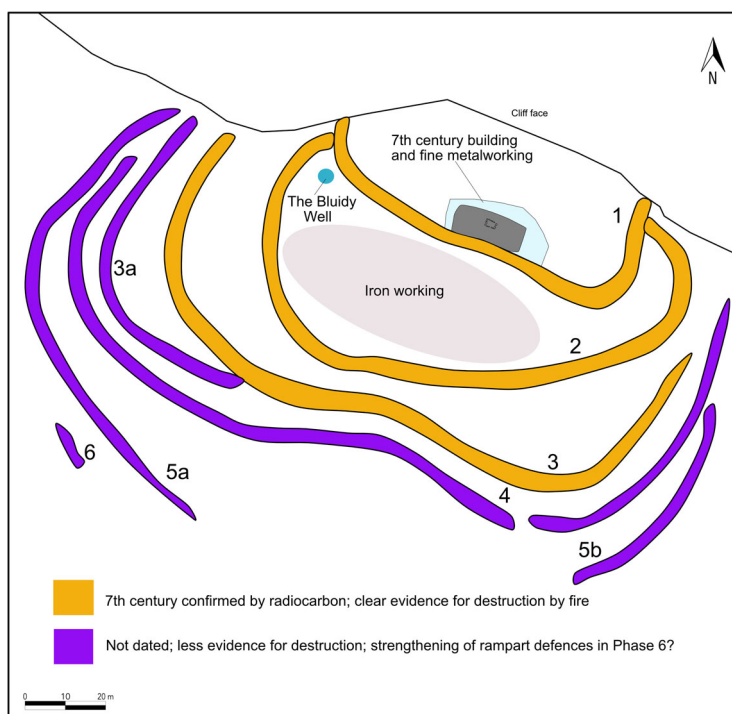 N
Cliff face
7th century building
and fine metalworking
The Bluidy
Well
1
3a
Iron working
2
6
5a
3
4
5b
7th century confirmed by radiocarbon; clear evidence for destruction by fire
Not dated; less evidence for destruction; strengthening of rampart defences in Phase 6?
0 10 20 m